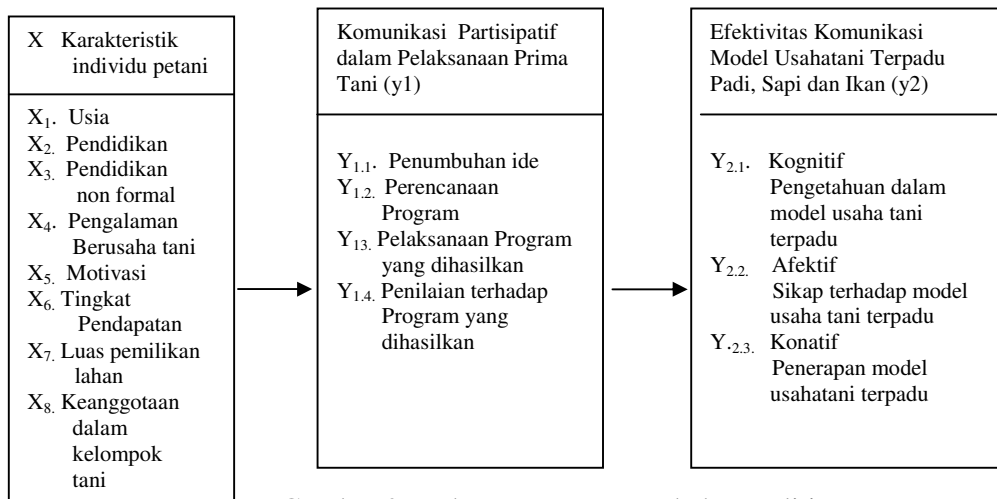 X Karakteristik
individu petani
X1. Usia
X2. Pendidikan
X3. Pendidikan
non formal
X4. Pengalaman
Berusaha tani
X5. Motivasi
X6. Tingkat
Pendapatan
X7. Luas pemilikan
lahan
X8. Keanggotaan
dalam
kelompok
tani
Komunikasi Partisipatif
dalam Pelaksanaan Prima
Tani (y1)
Y1.1. Penumbuhan ide
Y1.2. Perencanaan
Program
Y13. Pelaksanaan Program
yang dihasilkan
Y1.4. Penilaian terhadap
Program yang
dihasilkan
Efektivitas Komunikasi
Model Usahatani Terpadu
Padi, Sapi dan Ikan (y2)
Y2.1. Kognitif
Pengetahuan dalam
model usaha tani
terpadu
Y2.2. Afektif
Sikap terhadap model
usaha tani terpadu
Y.2.3. Konatif
Penerapan model
usahatani terpadu